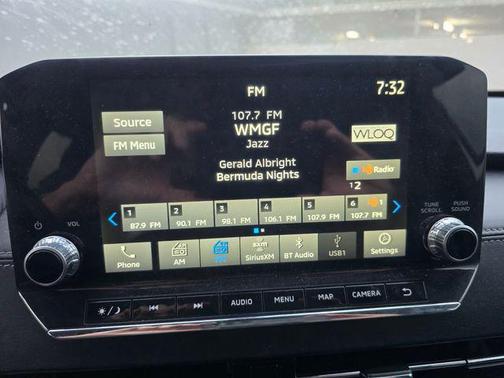 FM
7:32
Source
FM Menu
107.7 FM
WMGF
Jazz
Gerald Albright
Bermuda Nights
WLOQ
Radio
12
1 2 3 4 5 6 1
87.9 FM 90.1 FM 98.1 FM 106.1 FM 107.9 FM 107.7 FM
VOL
TUNE
SCROLL
PUSH
SOUND
Phone AM SiriusXM BT Audio USB1 Settings
sxm
AUDIO MENU MAP CAMERA